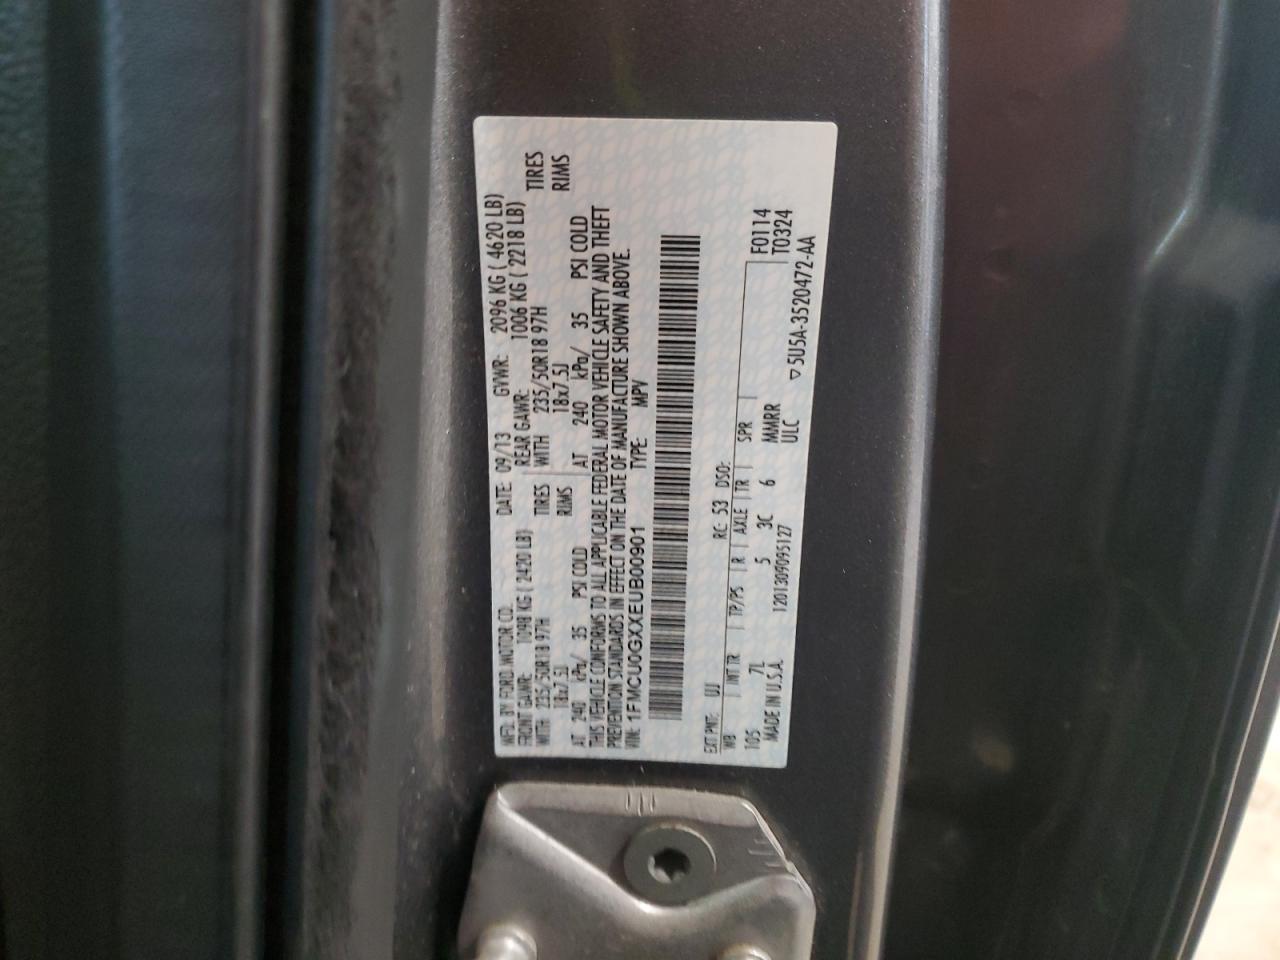 MFD. BY FORD MOTOR CO.
DATE: 09/13 GVWR: 2096 KG ( 4620 LB)
FRONT GAWR: 1098 KG ( 2420 LB) REAR GAWR: 1006 KG ( 2218 LB)
WITH 235/50R18 97H TIRES WITH 235/50R18 97H TIRES
18x7.5J RIMS 18x7.5J RIMS
AT 240 kPa/ 35 PSI COLD AT 240 kPa/ 35 PSI COLD
THIS VEHICLE CONFORMS TO ALL APPLICABLE FEDERAL MOTOR VEHICLE SAFETY AND THEFT
PREVENTION STANDARDS IN EFFECT ON THE DATE OF MANUFACTURE SHOWN ABOVE.
VIN: 1FMCU0GXXEUB00901 TYPE: MPV
EXT PNT: UJ RC: 53 DSO: F0114
WB INT TR TP/PS R AXLE TR SPR T0324
105 7L 5 3C 6 MMRR
MADE IN U.S.A. 1201309095127 ULC ▽5U5A-3520472-AA